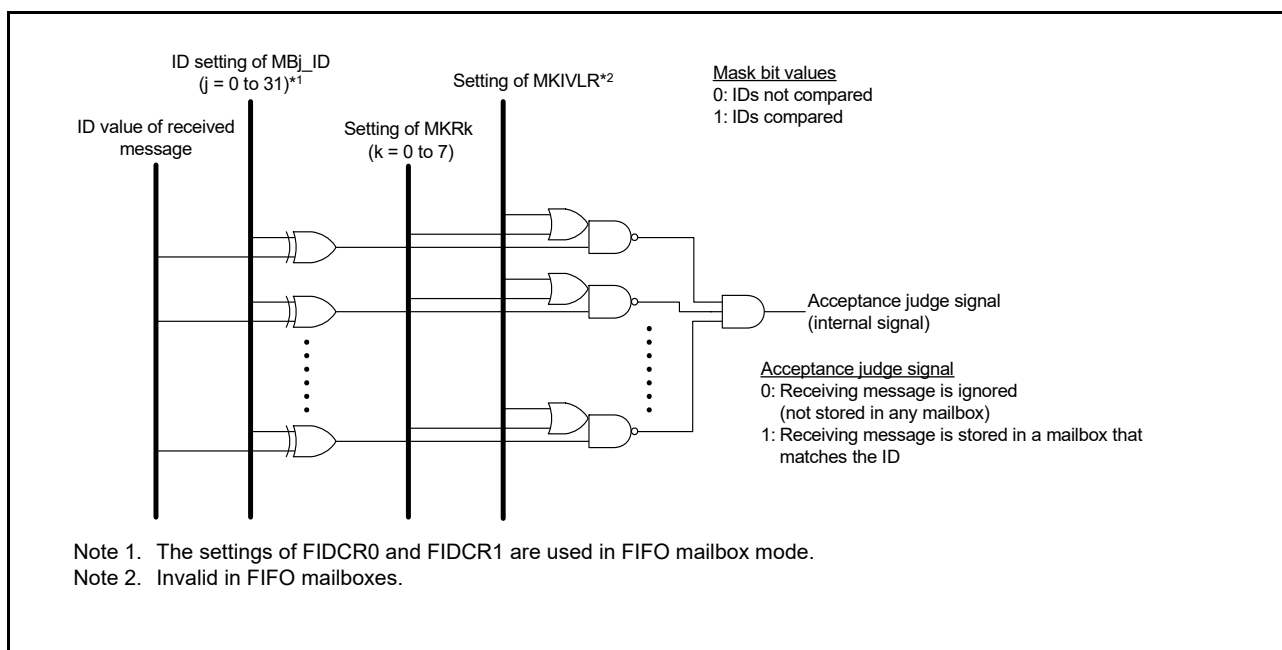 ID setting of MBj_ID
(j = 0 to 31)*1
Setting of MKIVLR*2
Mask bit values
0: IDs not compared
1: IDs compared
ID value of received
message
Setting of MKRk
(k = 0 to 7)
Acceptance judge signal
(internal signal)
Acceptance judge signal
0: Receiving message is ignored
(not stored in any mailbox)
1: Receiving message is stored in a mailbox that
matches the ID
Note 1. The settings of FIDCR0 and FIDCR1 are used in FIFO mailbox mode.
Note 2. Invalid in FIFO mailboxes.